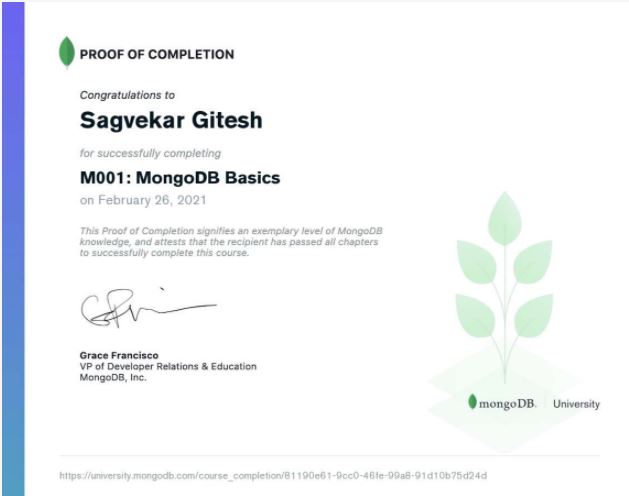 PROOF OF COMPLETION
Congratulations to
Sagvekar Gitesh
for successfully completing
M001: MongoDB Basics
on February 26, 2021
This Proof of Completion signifies an exemplary level of MongoDB
knowledge, and attests that the recipient has passed all chapters
to successfully complete this course.
Grace Francisco
VP of Developer Relations & Education
MongoDB, Inc.
mongoDB. University
https://university.mongodb.com/course_completion/81190e61-9cc0-46fe-99a8-91d10b75d24d